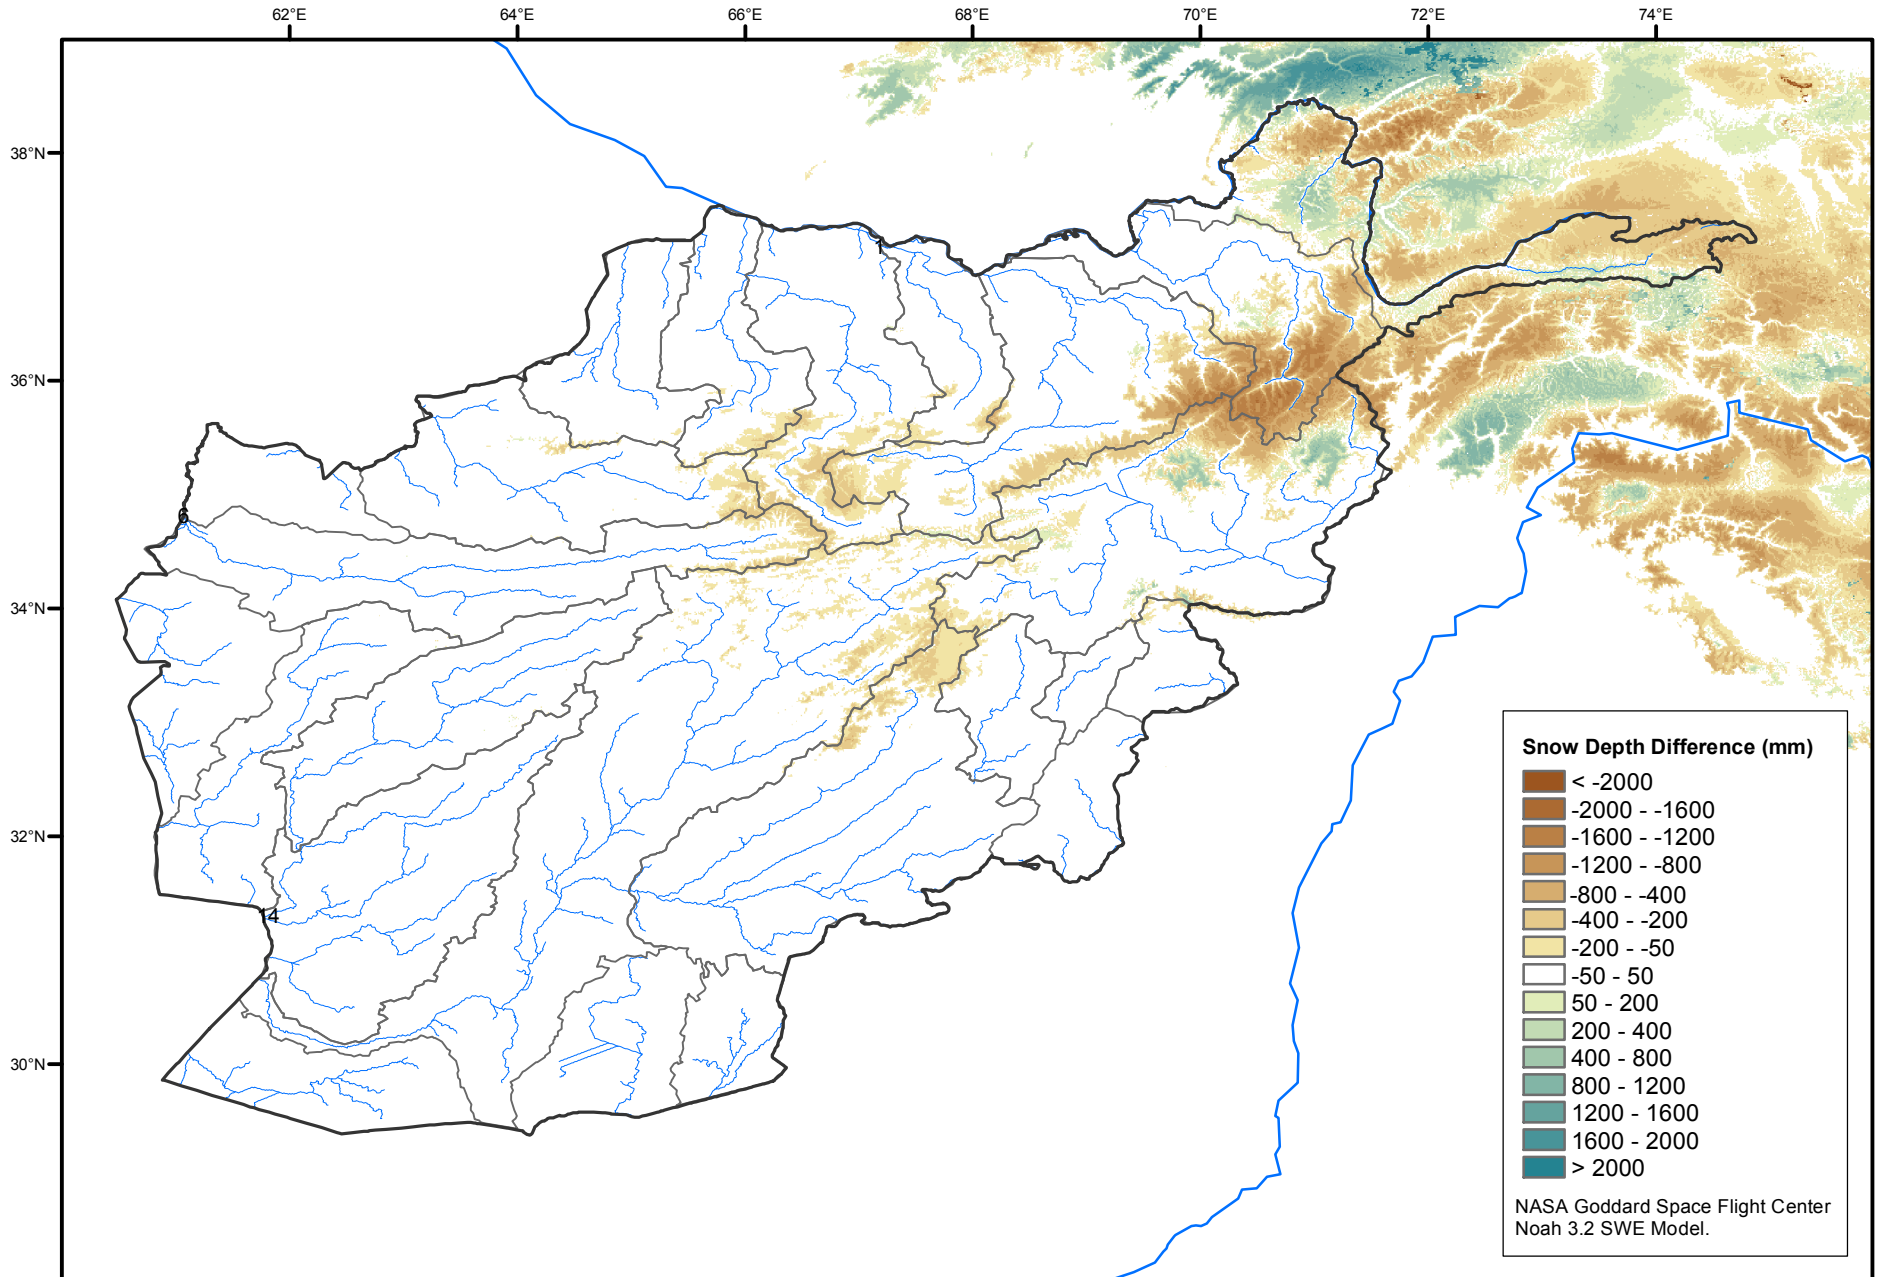 62°E 64°E 66°E 68°E 70°E 72°E 74°E
38°N
1
36°N
6
34°N
Snow Depth Difference (mm)
< -2000
-2000 - -1600
-1600 - -1200
32°N
-1200 - -800
-800 - -400
14
-400 - -200
-200 - -50
-50 - 50
50 - 200
200 - 400
30°N
400 - 800
800 - 1200
1200 - 1600
1600 - 2000
> 2000
NASA Goddard Space Flight Center
Noah 3.2 SWE Model.